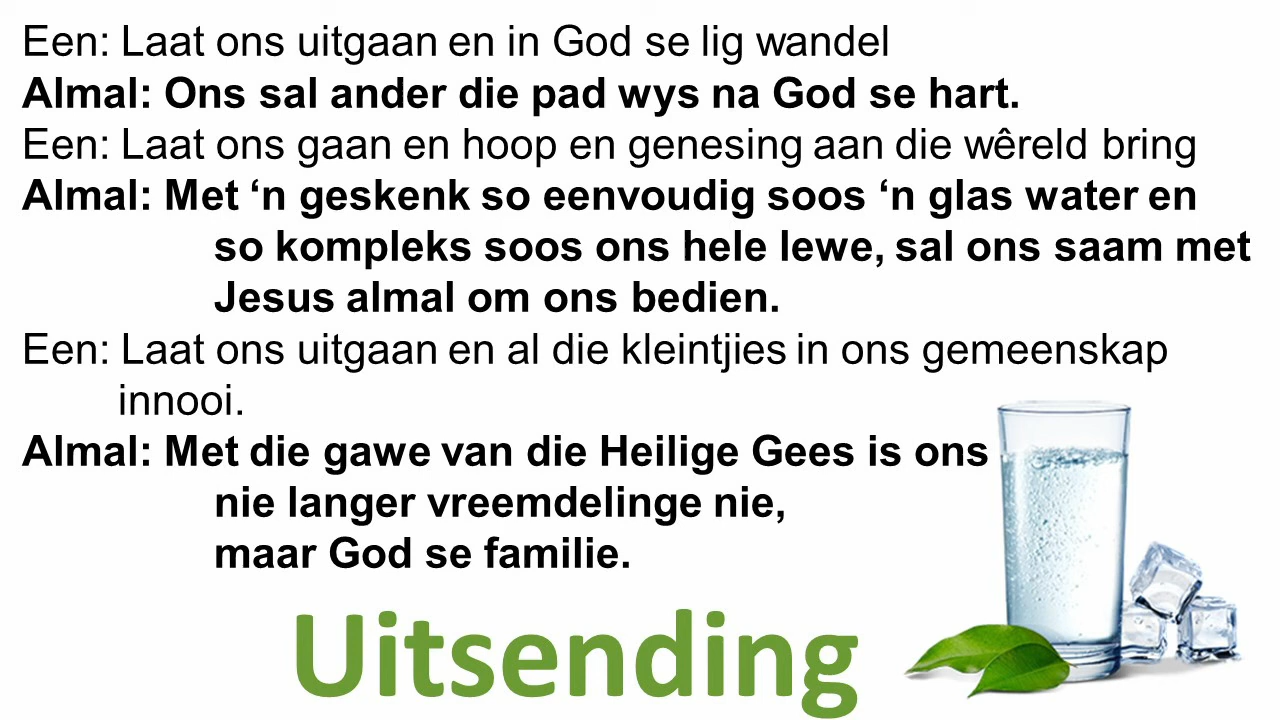 Een: Laat ons uitgaan en in God se lig wandel
Almal: Ons sal ander die pad wys na God se hart.
Een: Laat ons gaan en hoop en genesing aan die wêreld bring
Almal: Met ‘n geskenk so eenvoudig soos ‘n glas water en
so kompleks soos ons hele lewe, sal ons saam met
Jesus almal om ons bedien.
Een: Laat ons uitgaan en al die kleintjies in ons gemeenskap
innooi.
Almal: Met die gawe van die Heilige Gees is ons
nie langer vreemdelinge nie,
maar God se familie.
Uitsending